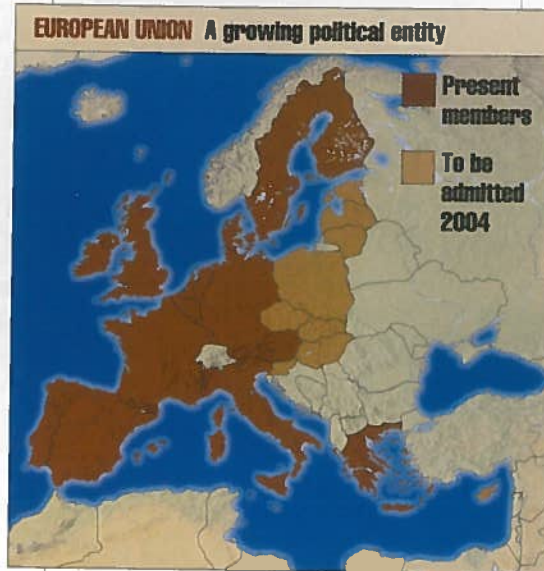 EUROPEAN UNION A growing political entity
Present
members
To be
admitted
2004